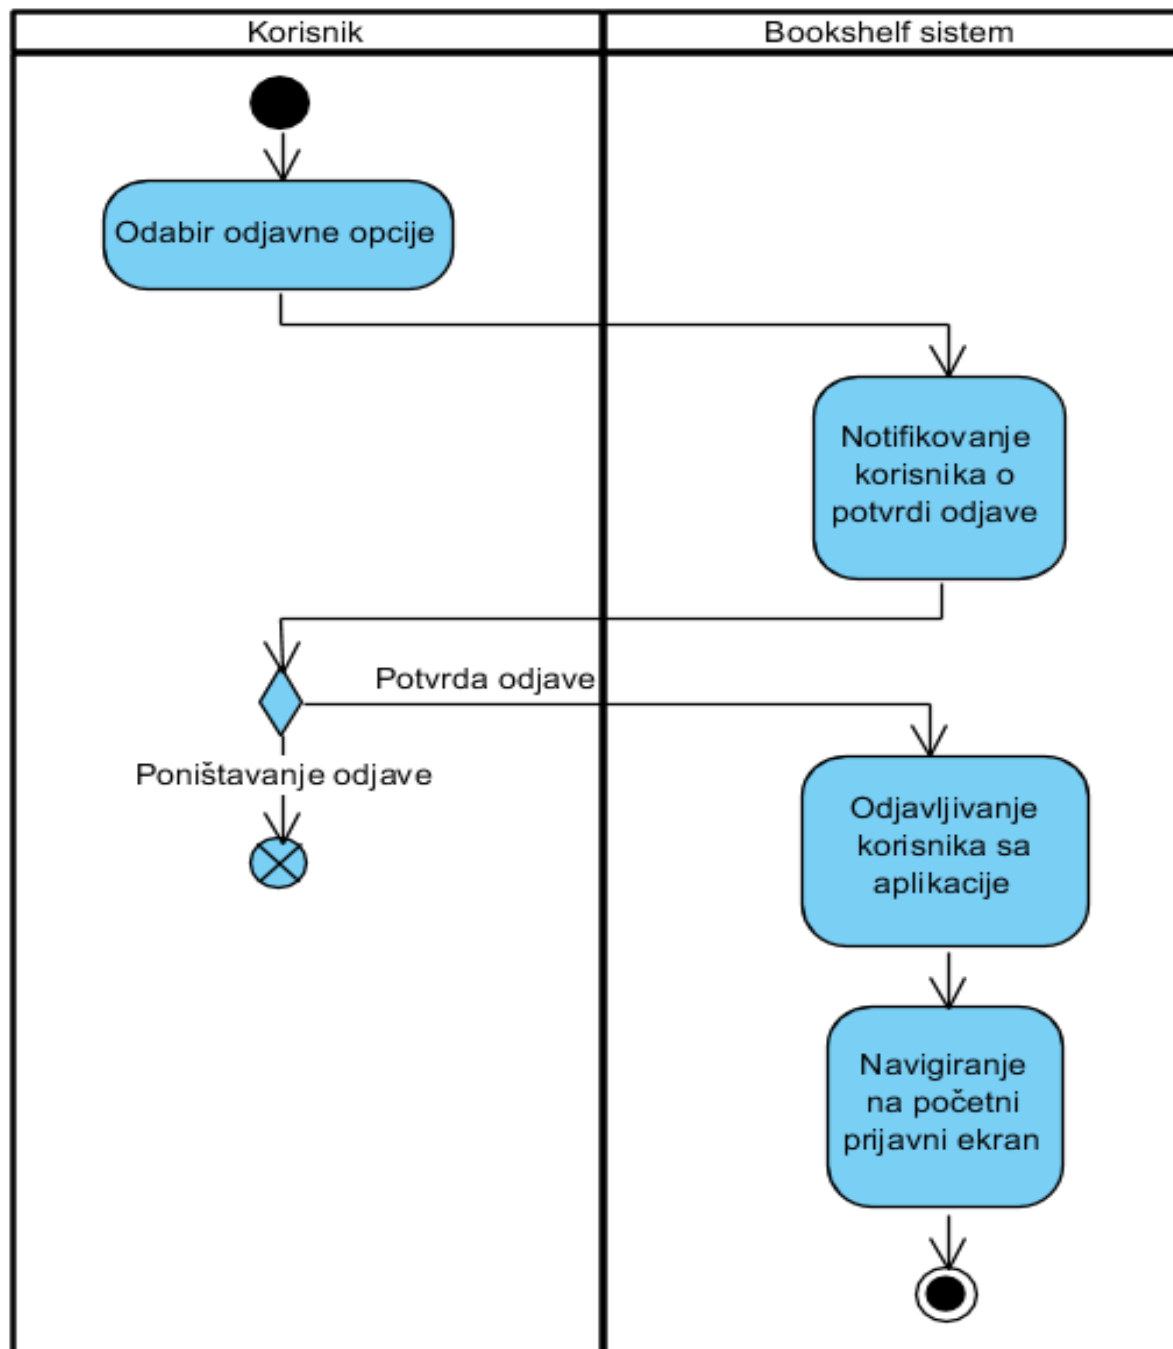 Korisnik
Bookshelf sistem
Odabir odjavne opcije
Notifikovanje
korisnika o
potvrdi odjave
Potvrda odjave
Poništavanje odjave
Odjavljivanje
korisnika sa
aplikacije
Navigiranje
na početni
prijavni ekran